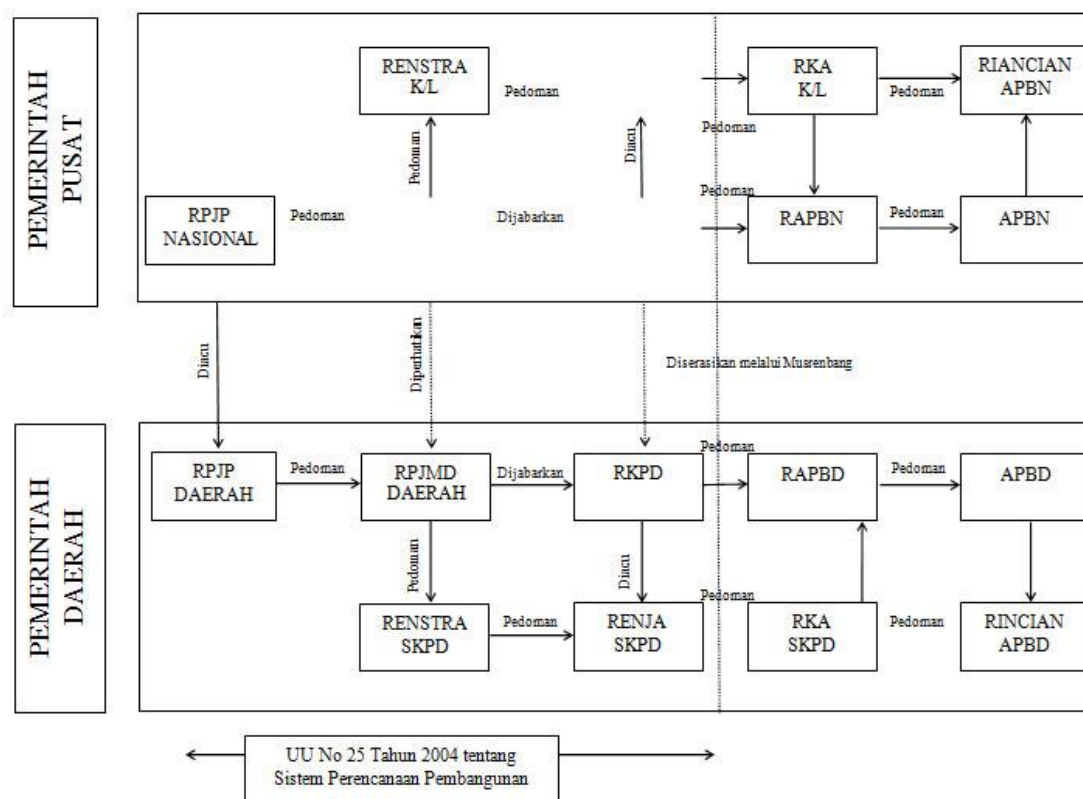 PEMERINTAH
PUSAT
RENSTRA
K/L
Pedoman
RKA
K/L
Pedoman
RIANCIAN
APBN
Pedoman
Diacu
Pedoman
Pedoman
RPJP
NASIONAL
Pedoman
Dijabarkan
RAPBN
Pedoman
APBN
Diacu
Diperhatikan
Diserasikan melalui Musrenbang
PEMERINTAH
DAERAH
RPJP
DAERAH
Pedoman
RPJMD
DAERAH
Dijabarkan
RKPD
Pedoman
RAPBD
Pedoman
APBD
Pedoman
Diacu
RENSTRA
SKPD
Pedoman
RENJA
SKPD
Pedoman
RKA
SKPD
Pedoman
RINCIAN
APBD
UU No 25 Tahun 2004 tentang
Sistem Perencanaan Pembangunan